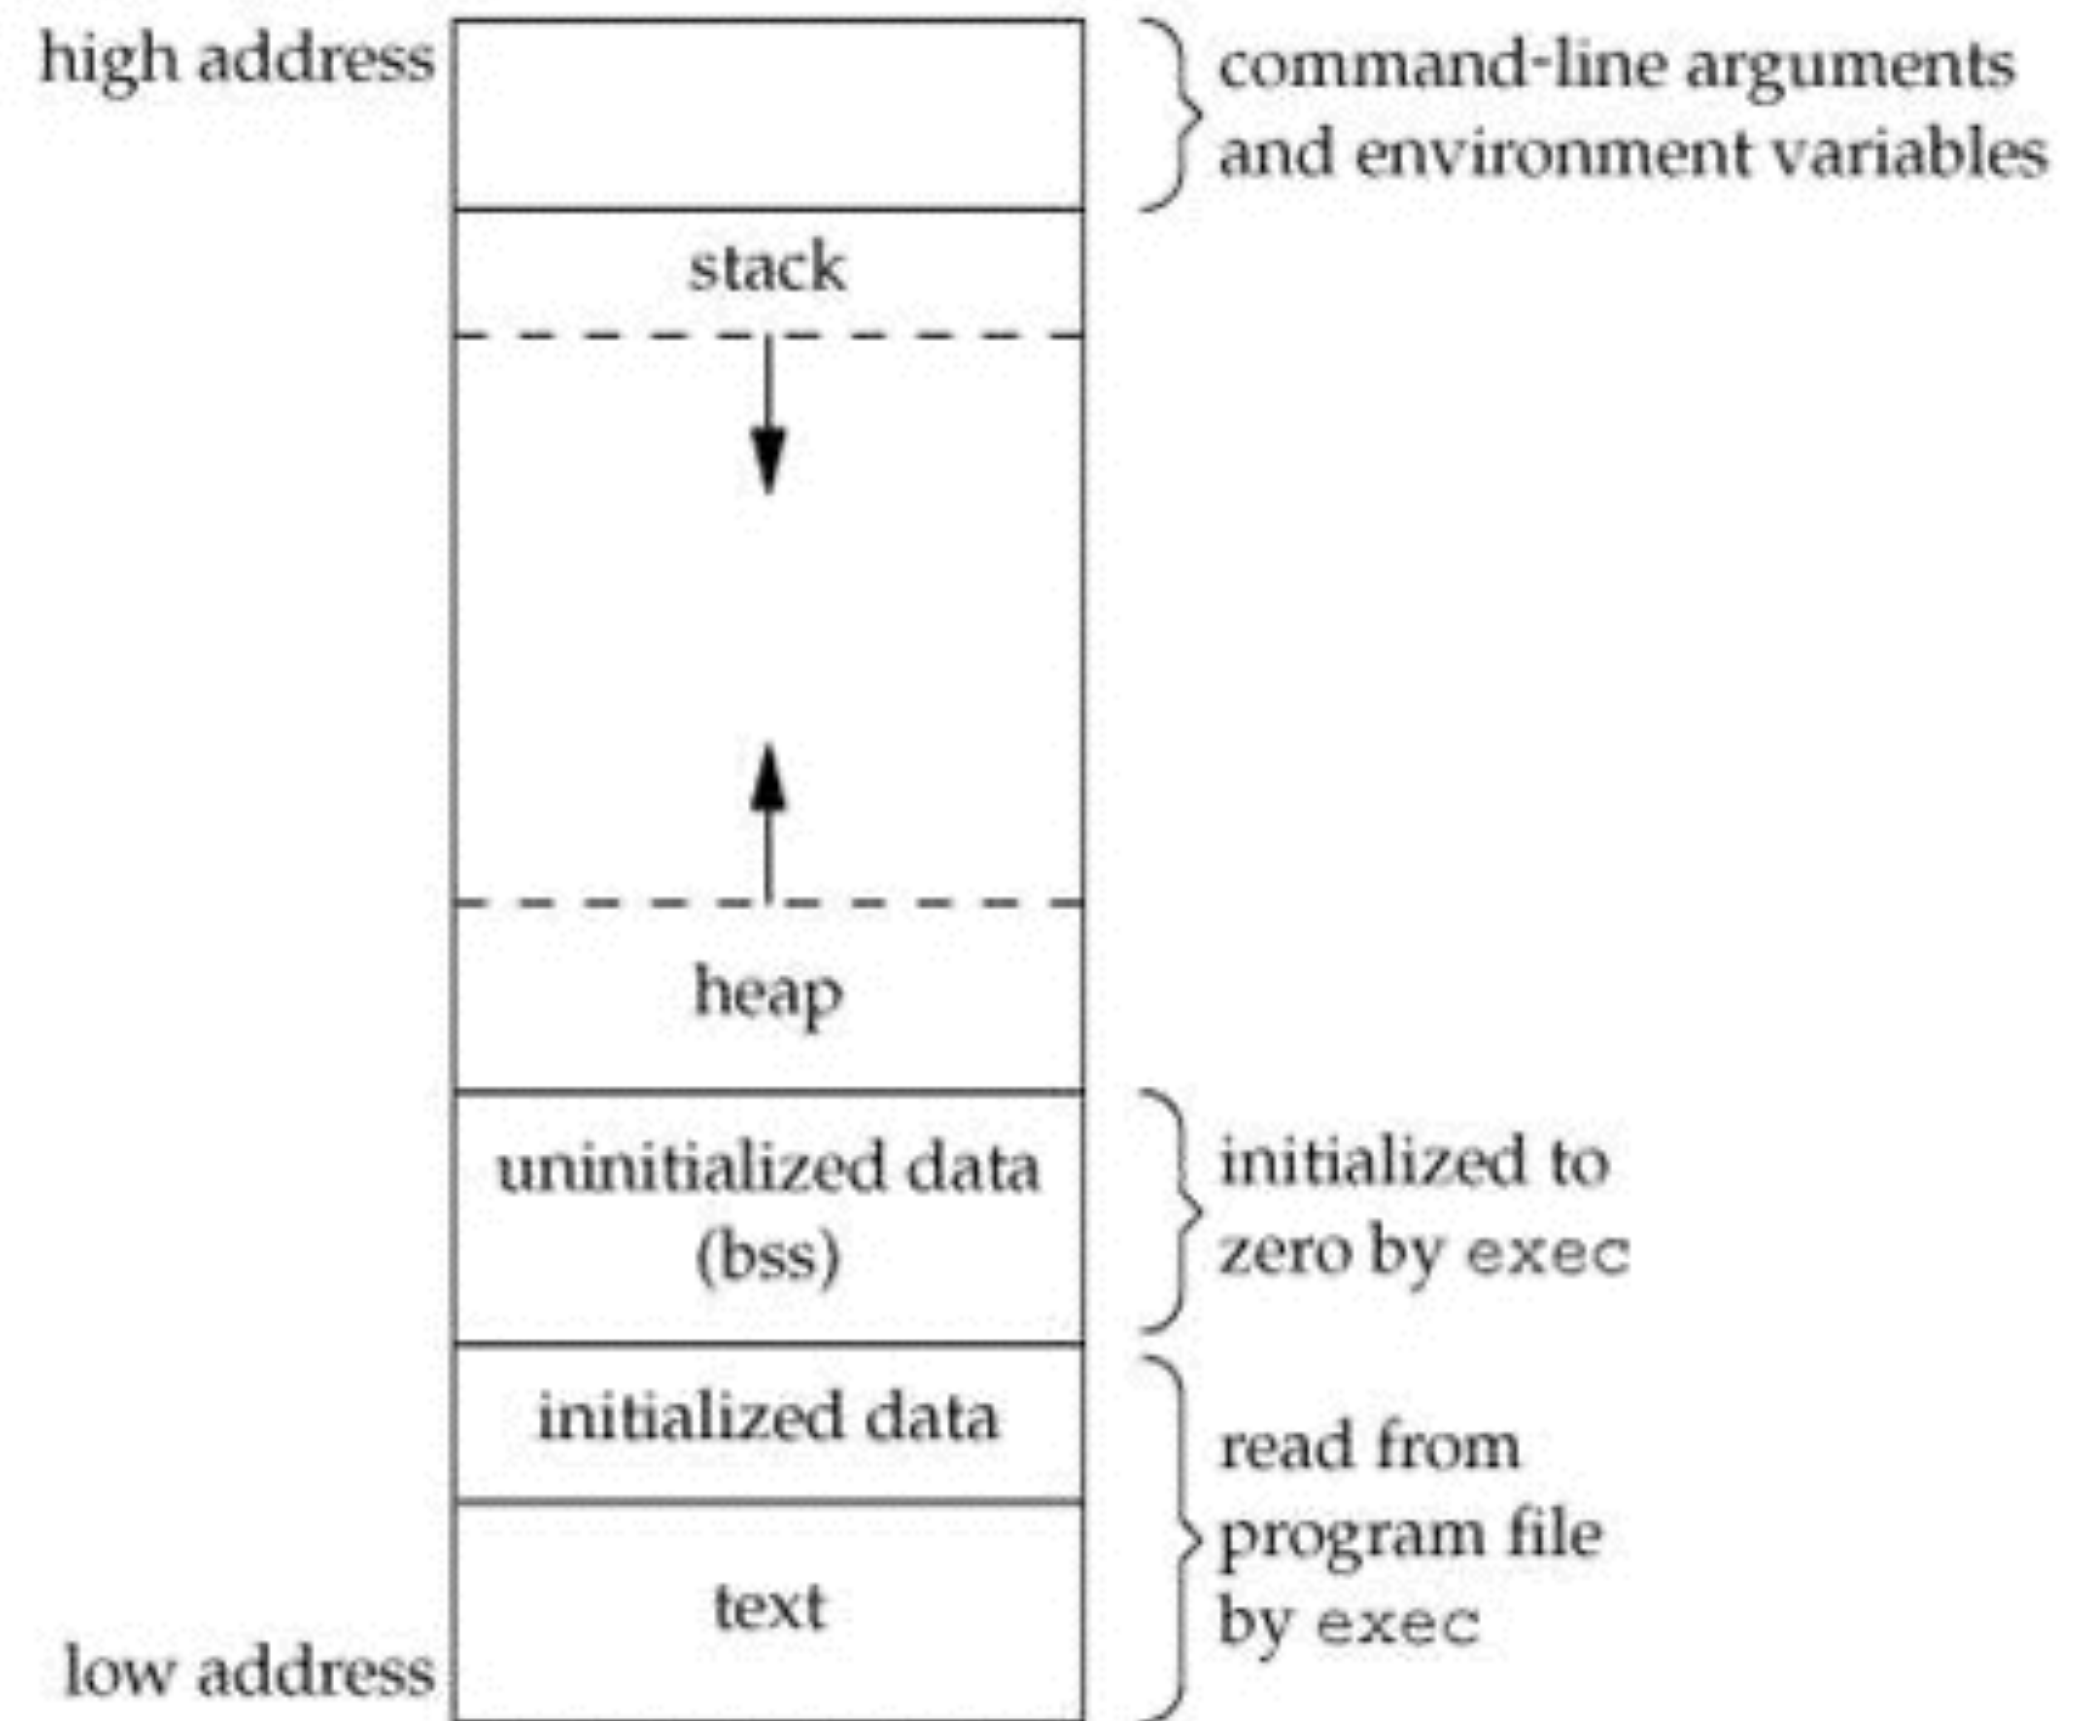 high address
command-line arguments
and environment variables
stack
heap
uninitialized data
(bss)
initialized to
zero by exec
initialized data
read from
program file
by exec
text
low address